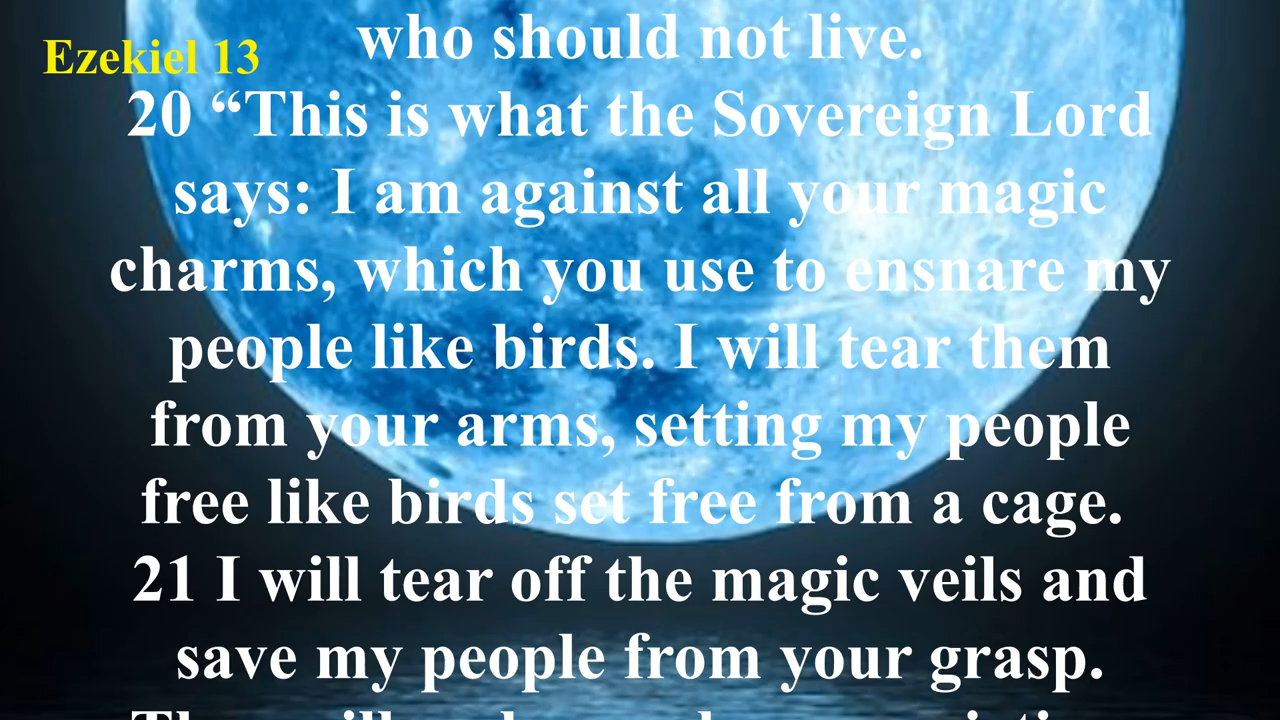 Ezekiel 13
who should not live.
20 “This is what the Sovereign Lord
says: I am against all your magic
charms, which you use to ensnare my
people like birds. I will tear them
from your arms, setting my people
free like birds set free from a cage.
21 I will tear off the magic veils and
save my people from your grasp.